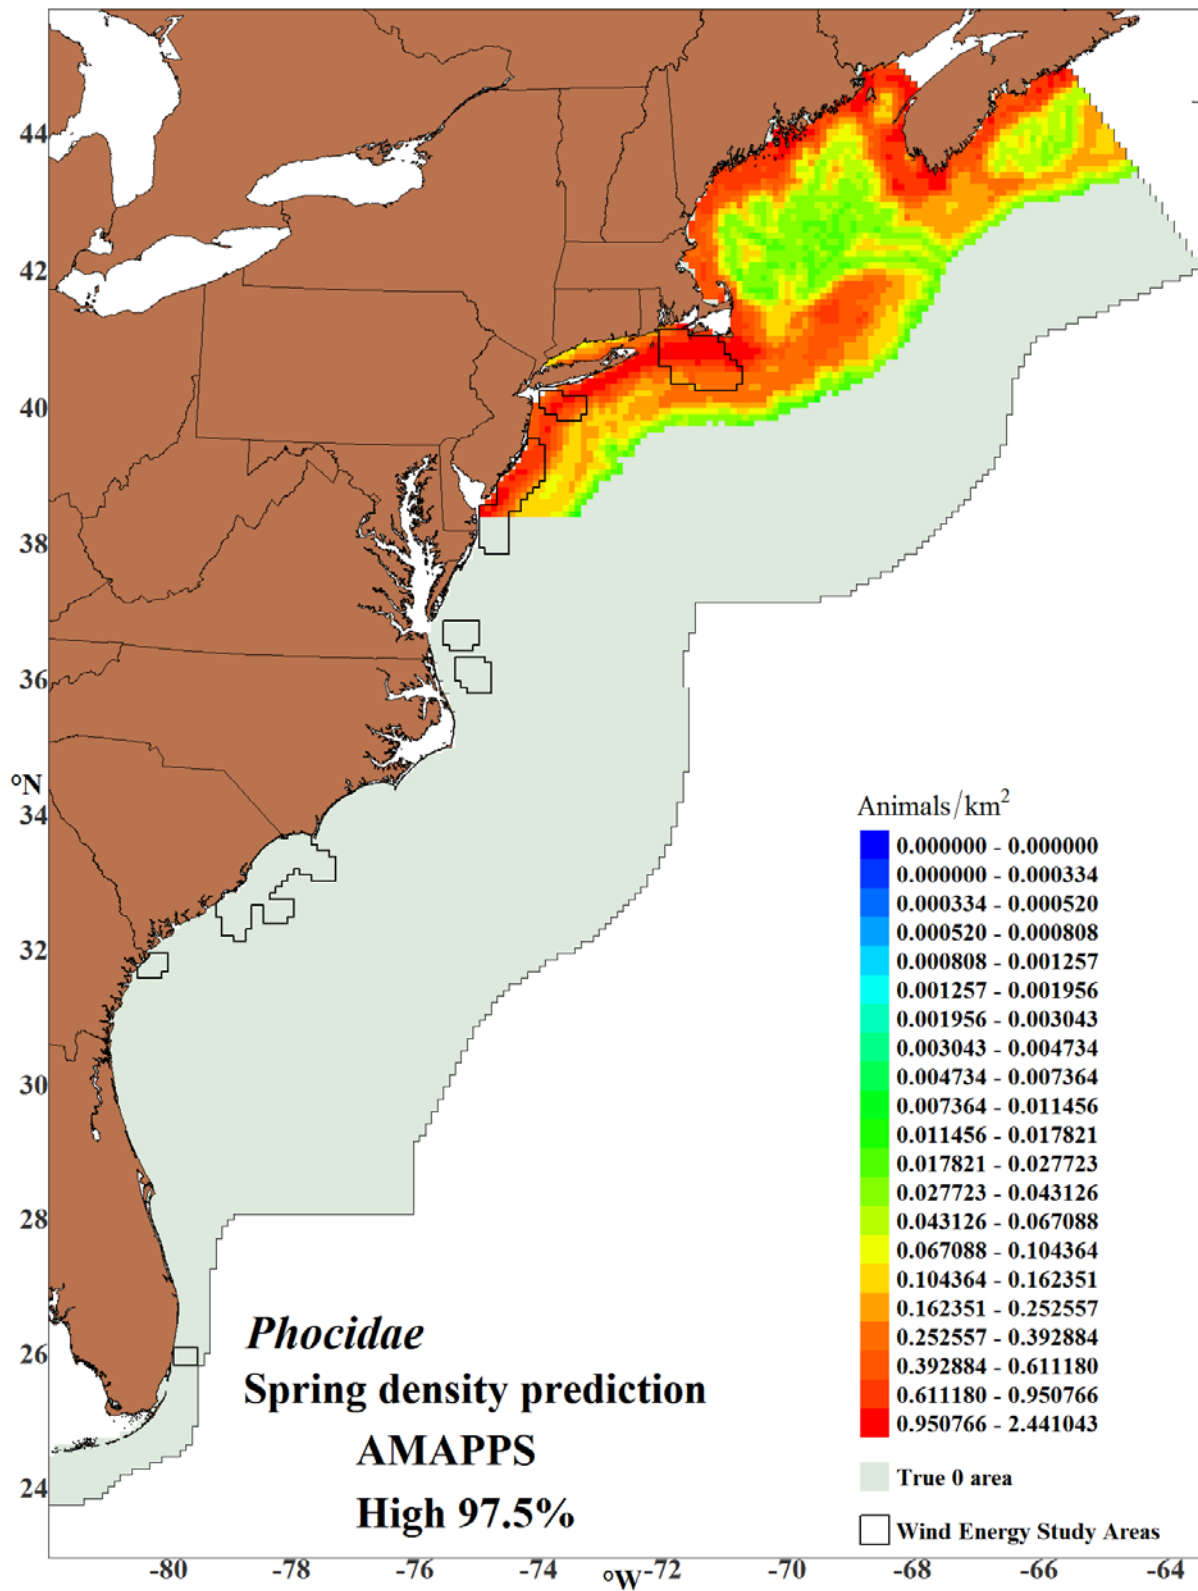 44
42
40
38
36
°N
34
32
30
28
26
24
Animals/km²
0.000000 - 0.000000
0.000000 - 0.000334
0.000334 - 0.000520
0.000520 - 0.000808
0.000808 - 0.001257
0.001257 - 0.001956
0.001956 - 0.003043
0.003043 - 0.004734
0.004734 - 0.007364
0.007364 - 0.011456
0.011456 - 0.017821
0.017821 - 0.027723
0.027723 - 0.043126
0.043126 - 0.067088
0.067088 - 0.104364
0.104364 - 0.162351
0.162351 - 0.252557
0.252557 - 0.392884
0.392884 - 0.611180
0.611180 - 0.950766
0.950766 - 2.441043
True 0 area
Wind Energy Study Areas
Phocidae
Spring density prediction
AMAPPS
High 97.5%
-80 -78 -76 -74 -72 -70 -68 -66 -64
°W